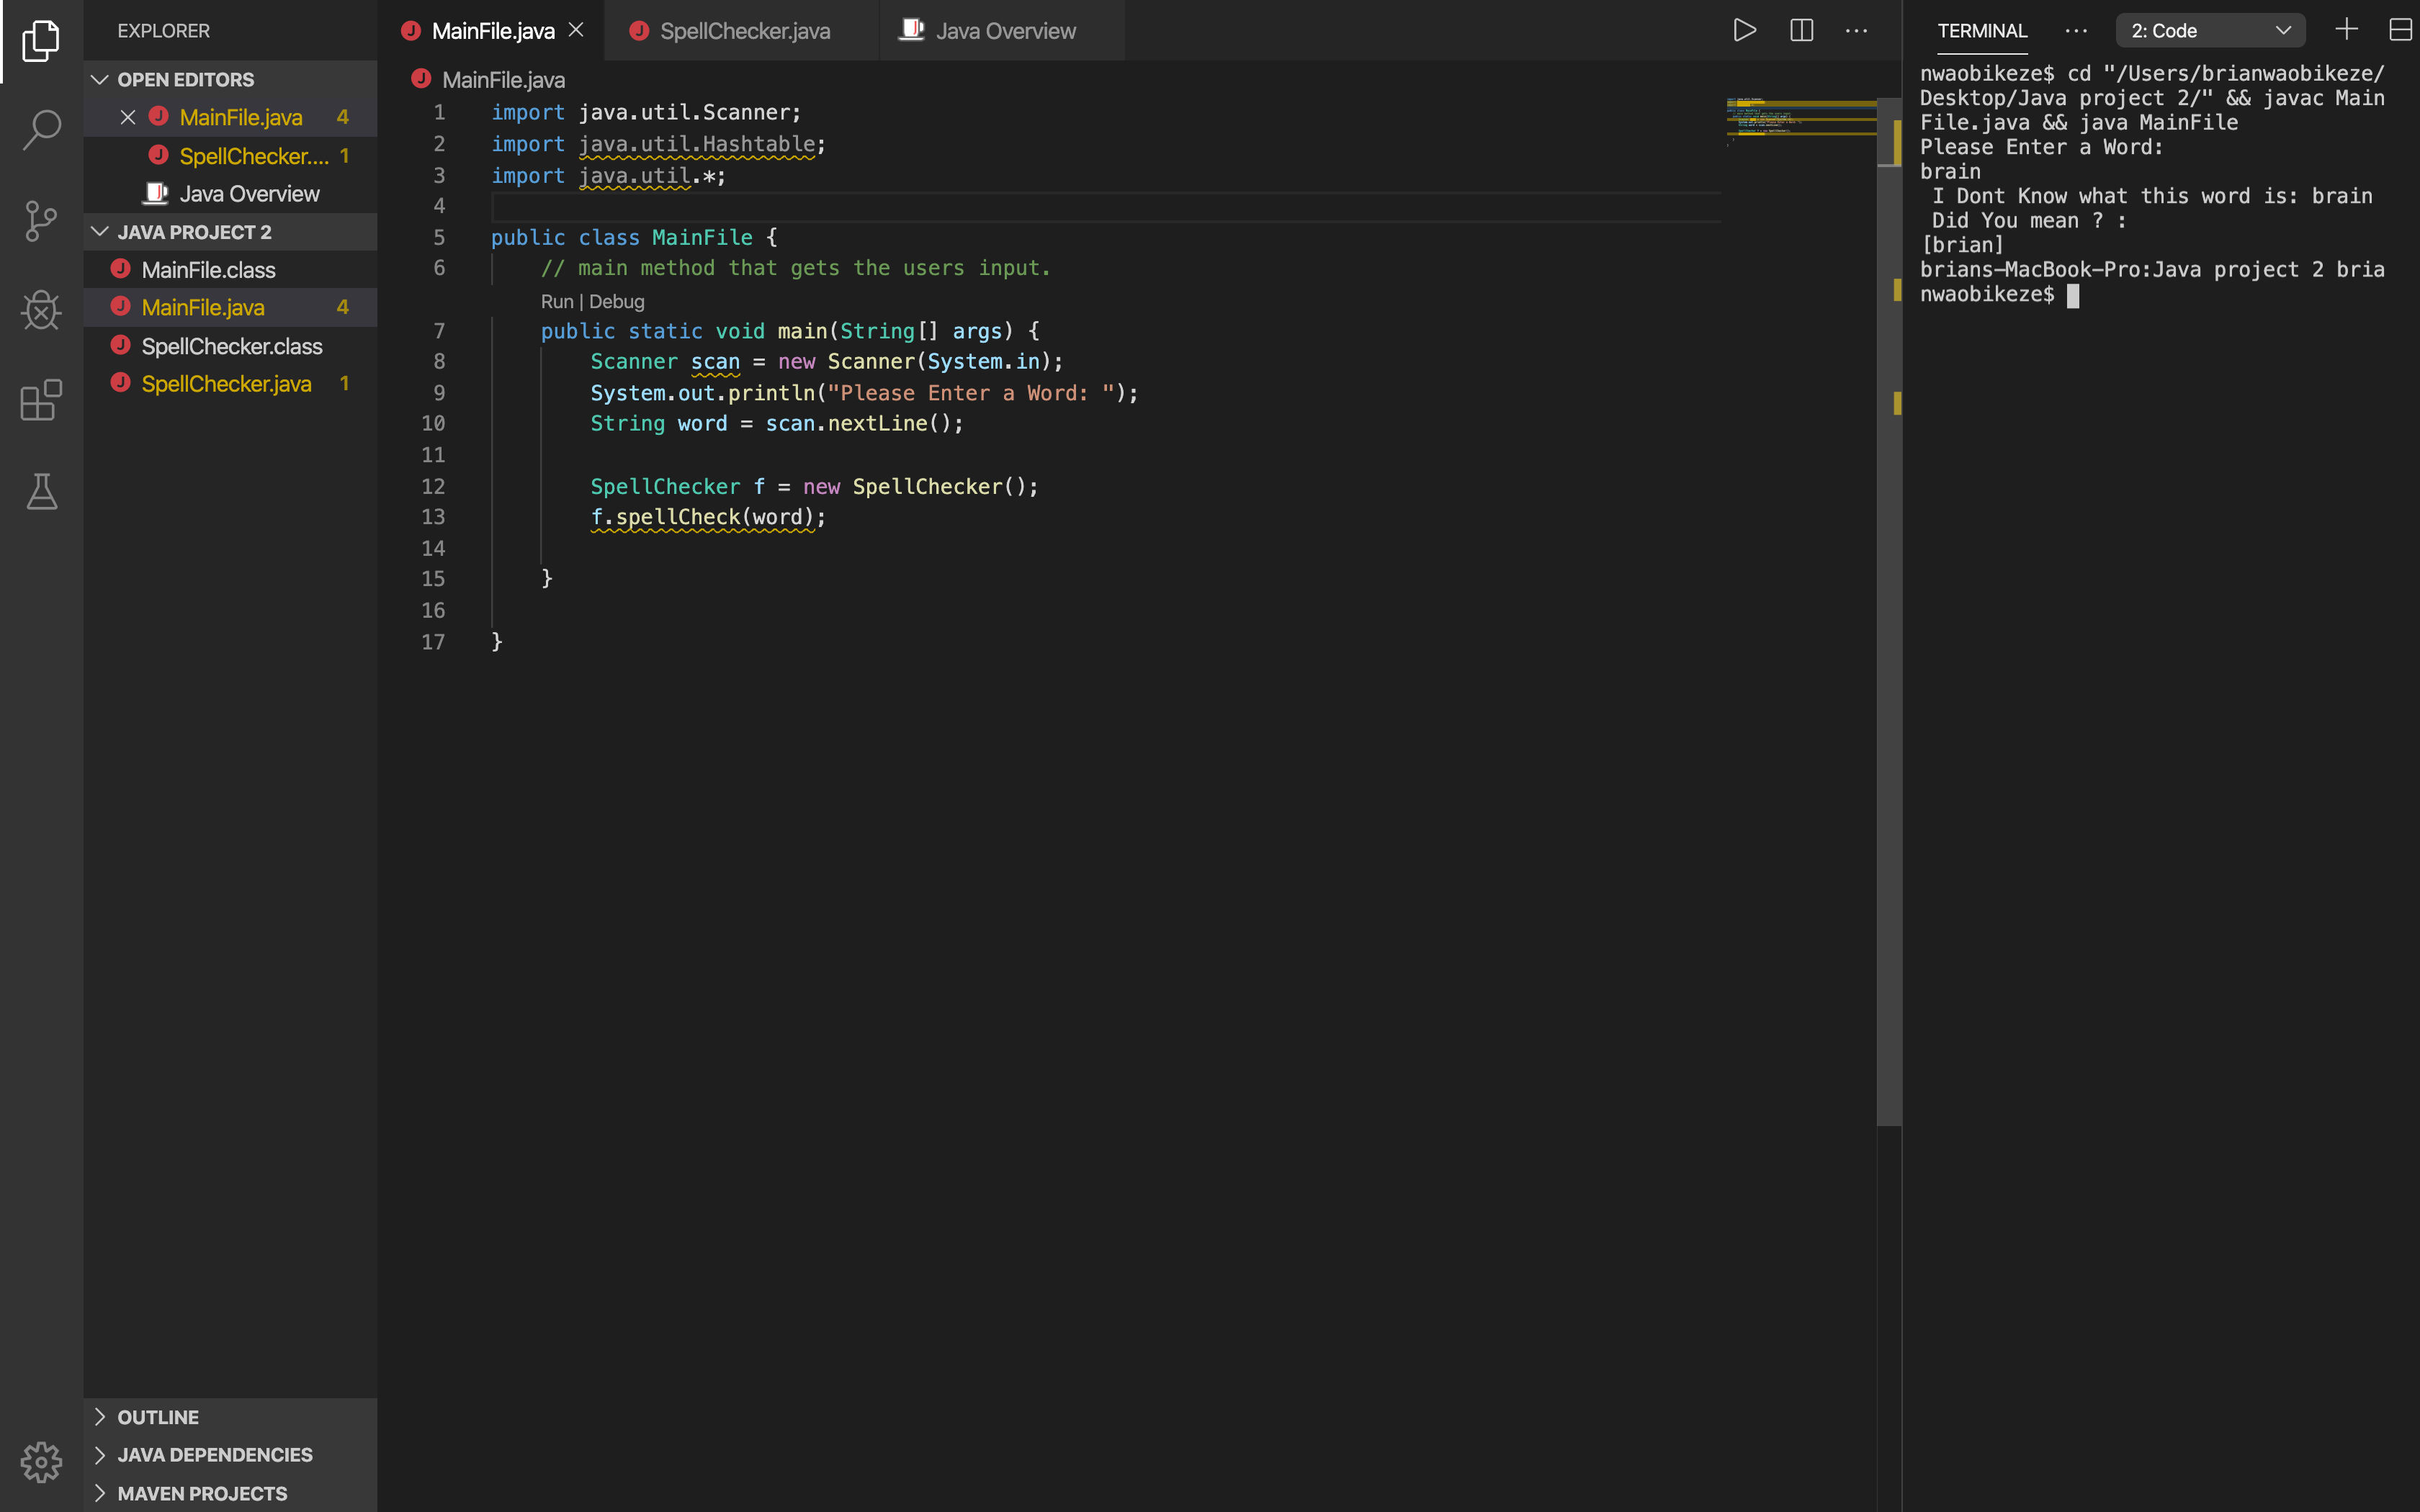 EXPLORER
OPEN EDITORS
MainFile.java 4
SpellChecker.... 1
Java Overview
JAVA PROJECT 2
MainFile.class
MainFile.java 4
SpellChecker.class
SpellChecker.java 1
OUTLINE
JAVA DEPENDENCIES
MAVEN PROJECTS
MainFile.java SpellChecker.java Java Overview
MainFile.java
1 import java.util.Scanner;
2 import java.util.Hashtable;
3 import java.util.*;
4
5 public class MainFile {
6 // main method that gets the users input.
Run | Debug
7 public static void main(String[] args) {
8 Scanner scan = new Scanner(System.in);
9 System.out.println("Please Enter a Word: ");
10 String word = scan.nextLine();
11
12 SpellChecker f = new SpellChecker();
13 f.spellCheck(word);
14
15 }
16
17 }
TERMINAL ... 2: Code
nwaobikeze$ cd "/Users/brianwaobikeze/
Desktop/Java project 2/" && javac Main
File.java && java MainFile
Please Enter a Word:
brain
I Dont Know what this word is: brain
Did You mean ? :
[brian]
brians-MacBook-Pro:Java project 2 bria
nwaobikeze$